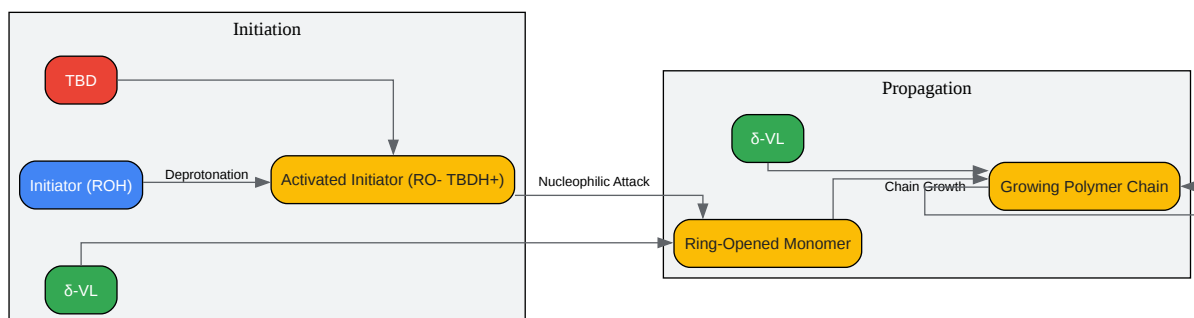 Initiation
TBD
Initiator (ROH)
Deprotonation
Activated Initiator (RO- TBDH+)
δ-VL
Nucleophilic Attack
Propagation
δ-VL
Chain Growth
Growing Polymer Chain
Ring-Opened Monomer